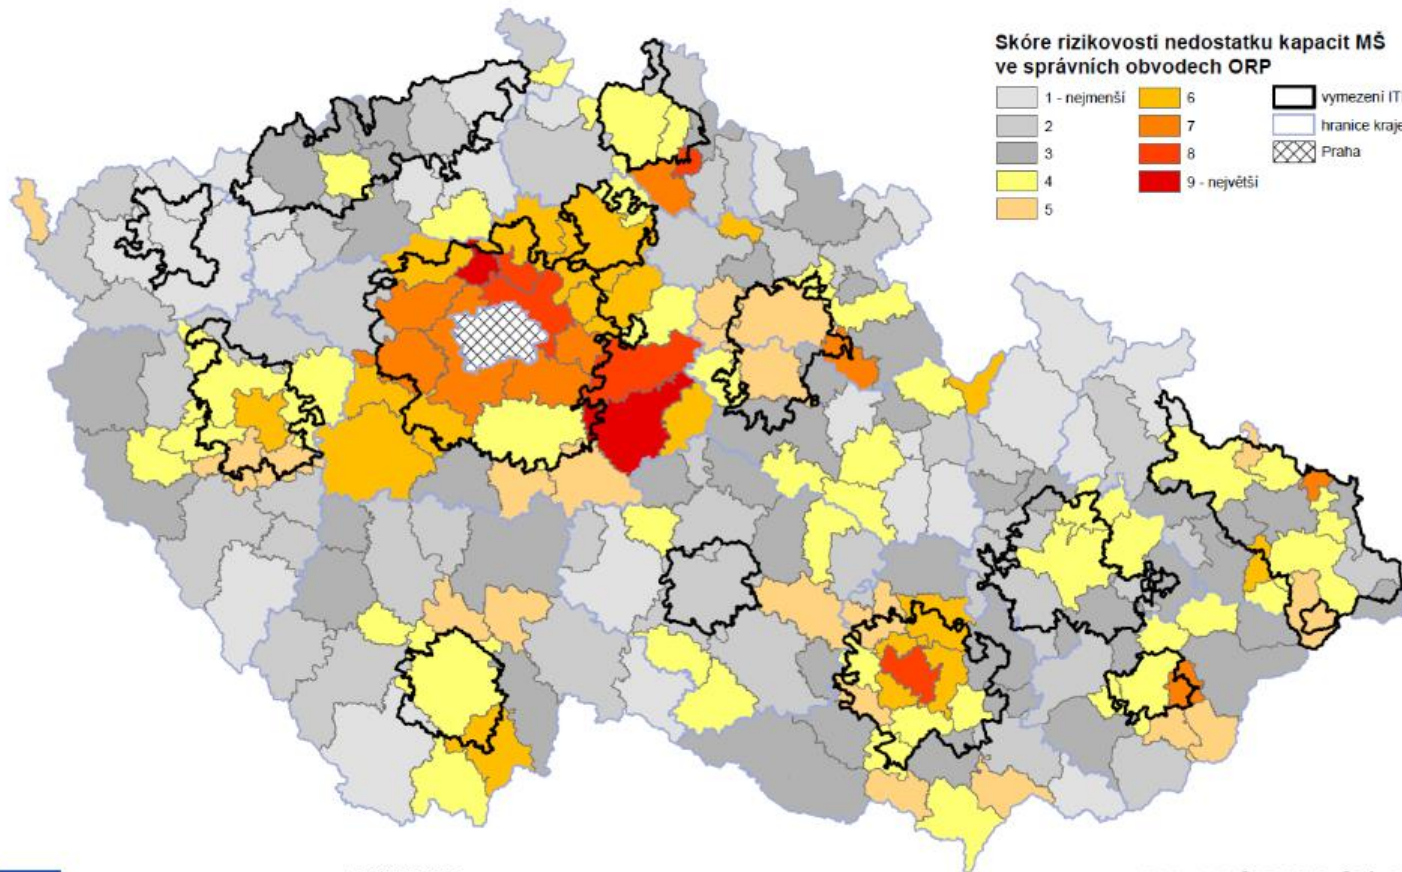 Skóre rizikovosti nedostatku kapacit MŠ
ve správních obvodech ORP
1 - nejmenší
2
3
4
5
6
7
8
9 - největší
vymezení IT
hranice kraje
Praha